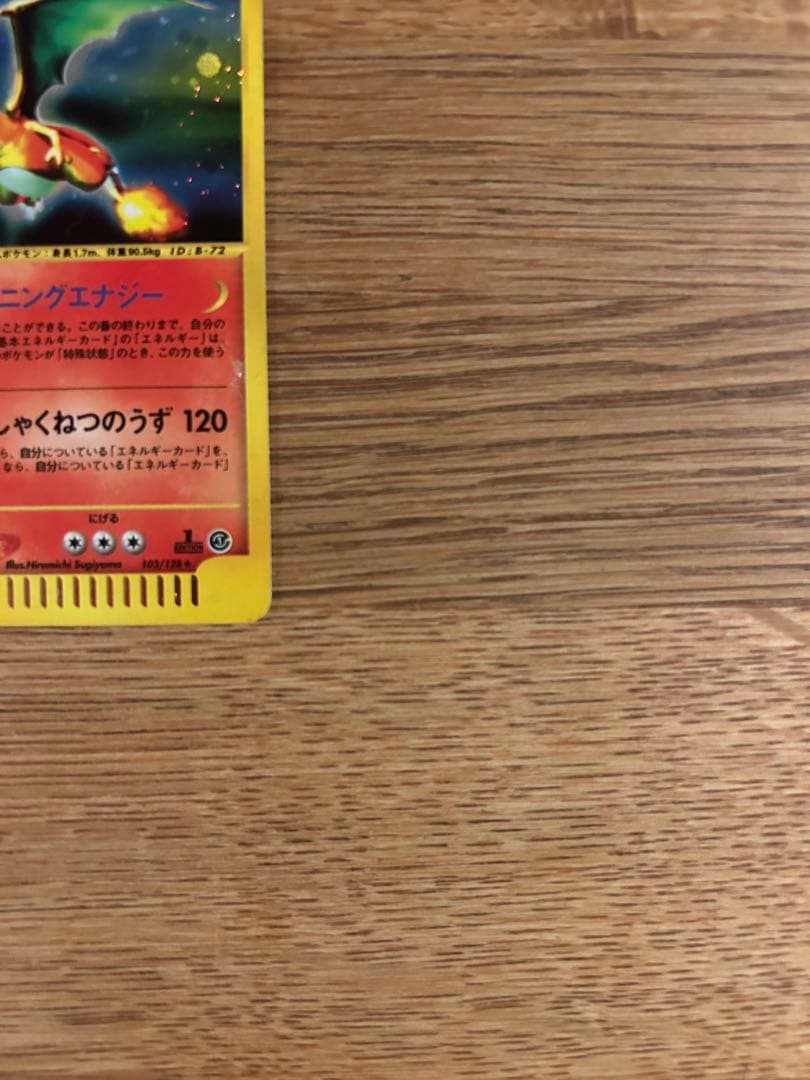 ポケモン：身長1.7m、体重90.5kg ID：B-72
ニングエナジー
ことができる。この番の終わりまで、自分の
基本エネルギーカード」の「エネルギー」は、
ポケモンが「特殊状態」のとき、この力を使う
しゃくねつのうず 120
ら、自分についている「エネルギーカード」を、
なら、自分についている「エネルギーカード」
にげる
1
EDITION
Illus.Hiromichi Sugiyama 103/128 ★